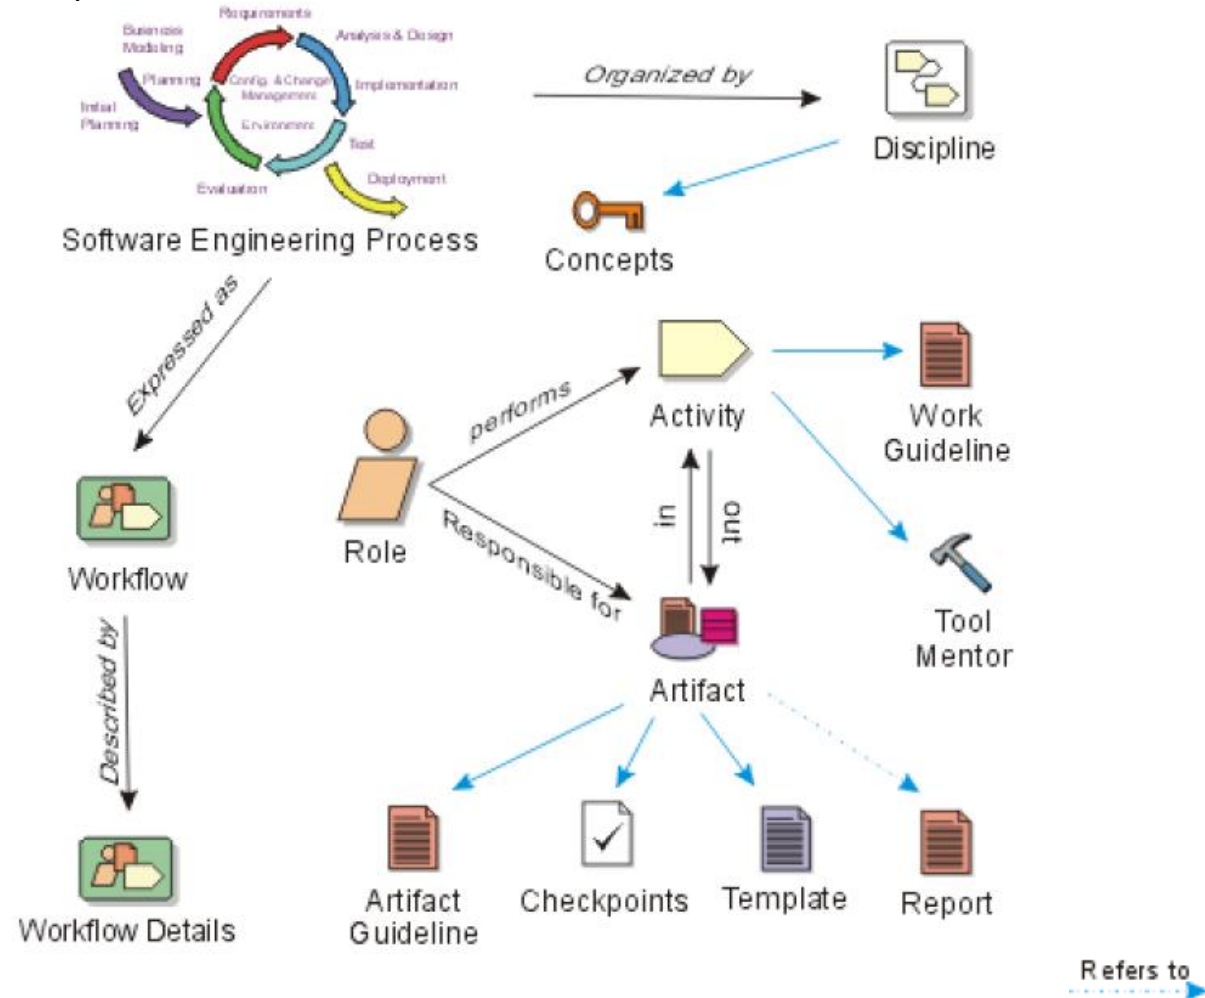 Requirements
Business
Modeling
Analysis & Design
Planning
Config. & Change
Management
Implementation
Initial
Planning
Environment
Test
Evaluation
Deployment
Software Engineering Process
Organized by
Discipline
Concepts
Expressed as
performs
Activity
Work
Guideline
Role
Responsible for
in
out
Workflow
Tool
Mentor
Artifact
Described by
Artifact
Guideline
Checkpoints
Template
Report
Workflow Details
Refers to